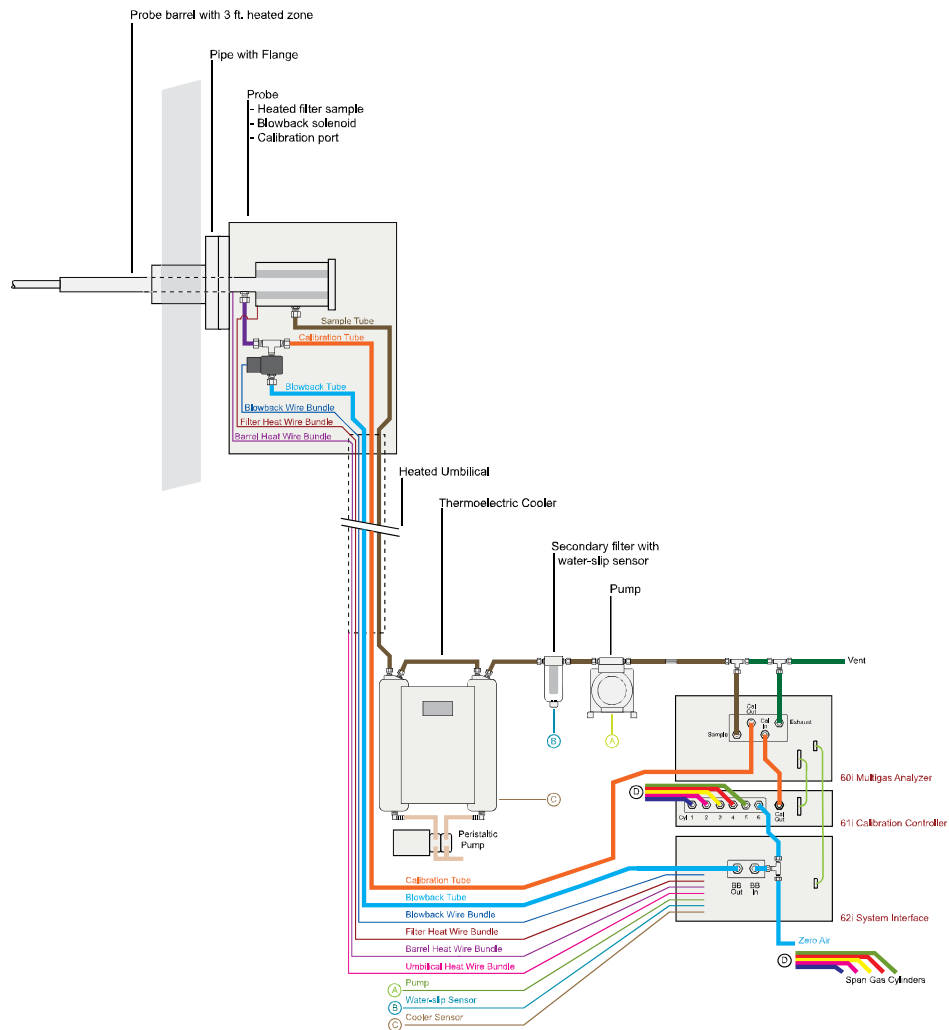 Probe barrel with 3 ft. heated zone
Pipe with Flange
Probe
- Heated filter sample
- Blowback solenoid
- Calibration port
Sample Tube
Calibration Tube
Blowback Tube
Blowback Wire Bundle
Filter Heat Wire Bundle
Barrel Heat Wire Bundle
Heated Umbilical
Thermoelectric Cooler
Secondary filter with
water-slip sensor
Pump
Vent
Cal
Out
Cal
In
Sample
Exhaust
B
A
60i Multigas Analyzer
C
D
Cyl 1 2 3 4 5 6
Cal
Out
61i Calibration Controller
Peristaltic
Pump
BB
Out
BB
In
62i System Interface
Calibration Tube
Blowback Tube
Blowback Wire Bundle
Filter Heat Wire Bundle
Barrel Heat Wire Bundle
Umbilical Heat Wire Bundle
Zero Air
D
Span Gas Cylinders
A Pump
B Water-slip Sensor
C Cooler Sensor